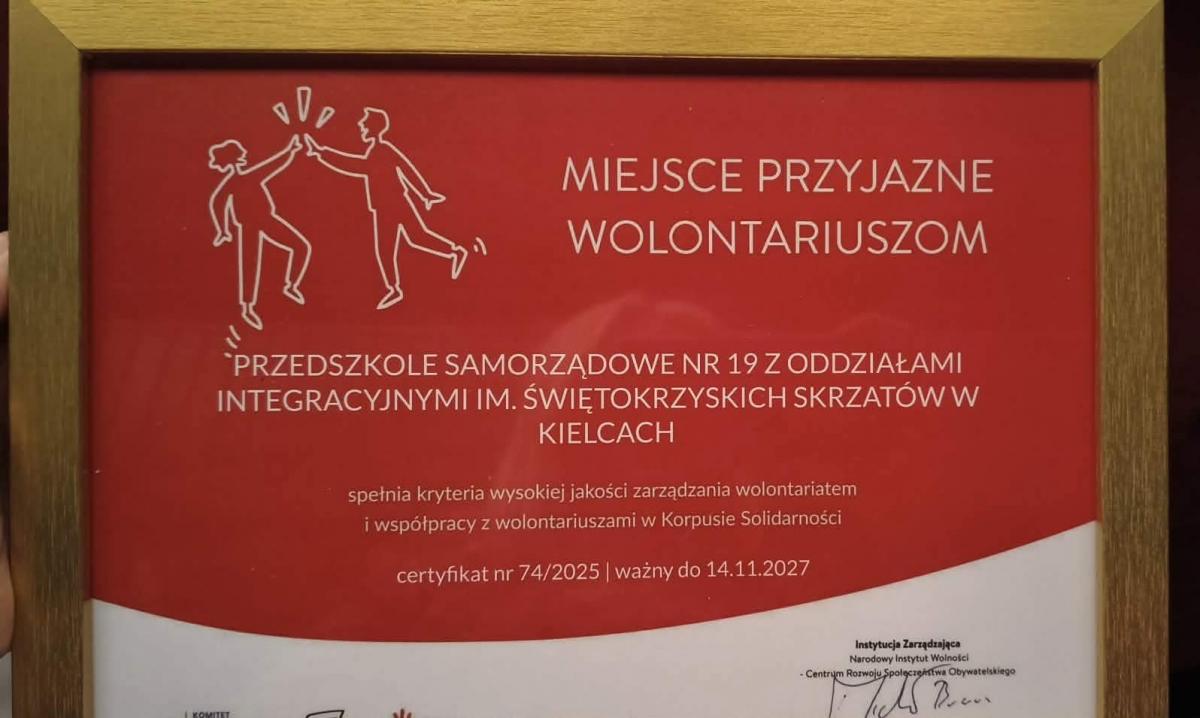 MIEJSCE PRZYJAZNE
WOLONTARIUSZOM
PRZEDSZKOLE SAMORZĄDOWE NR 19 Z ODDZIAŁAMI
INTEGRACYJNYMI IM. ŚWIĘTOKRZYSKICH SKRZATÓW W
KIELCACH
spełnia kryteria wysokiej jakości zarządzania wolontariatem
i współpracy z wolontariuszami w Korpusie Solidarności
certyfikat nr 74/2025 | ważny do 14.11.2027
Instytucja Zarządzająca
Narodowy Instytut Wolności
- Centrum Rozwoju Społeczeństwa Obywatelskiego
KOMITET